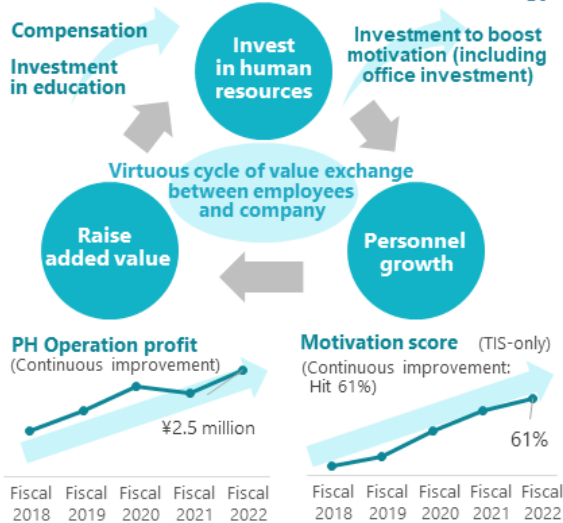 Compensation
Investment
in education
Invest
in human
resources
Investment to boost
motivation (including
office investment)
Virtuous cycle of value exchange
between employees
and company
Raise
added value
Personnel
growth
PH Operation profit
(Continuous improvement)
¥2.5 million
Fiscal 2018
Fiscal 2019
Fiscal 2020
Fiscal 2021
Fiscal 2022
Motivation score (TIS-only)
(Continuous improvement:
Hit 61%)
61%
Fiscal 2018
Fiscal 2019
Fiscal 2020
Fiscal 2021
Fiscal 2022